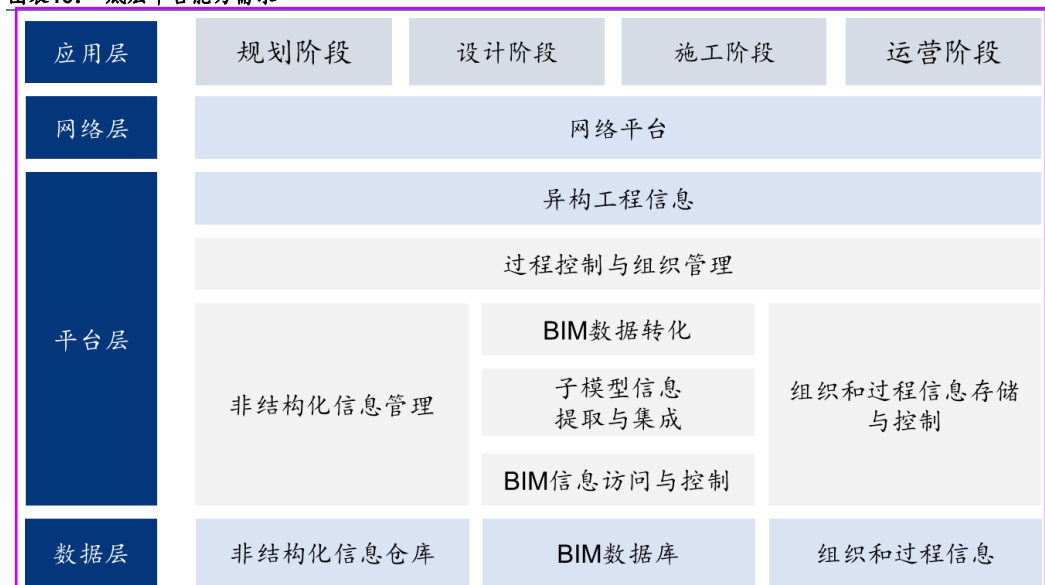 应用层
规划阶段
设计阶段
施工阶段
运营阶段
网络层
网络平台
平台层
异构工程信息
过程控制与组织管理
非结构化信息管理
BIM数据转化
子模型信息
提取与集成
BIM信息访问与控制
组织和过程信息存储
与控制
数据层
非结构化信息仓库
BIM数据库
组织和过程信息